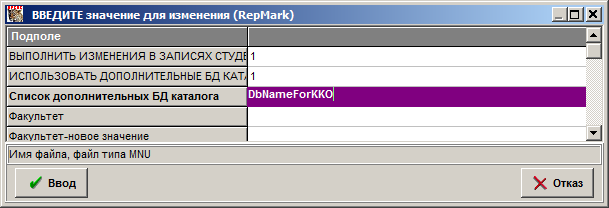 ВВЕДИТЕ значение для изменения (RepMark)
Подполе
ВЫПОЛНИТЬ ИЗМЕНЕНИЯ В ЗАПИСЯХ СТУДЕ 1
ИСПОЛЬЗОВАТЬ ДОПОЛНИТЕЛЬНЫЕ БД КАТА 1
Список дополнительных БД каталога DbNameForKKO
Факультет
Факультет-новое значение
Имя файла, файл типа MNU
Ввод Отказ